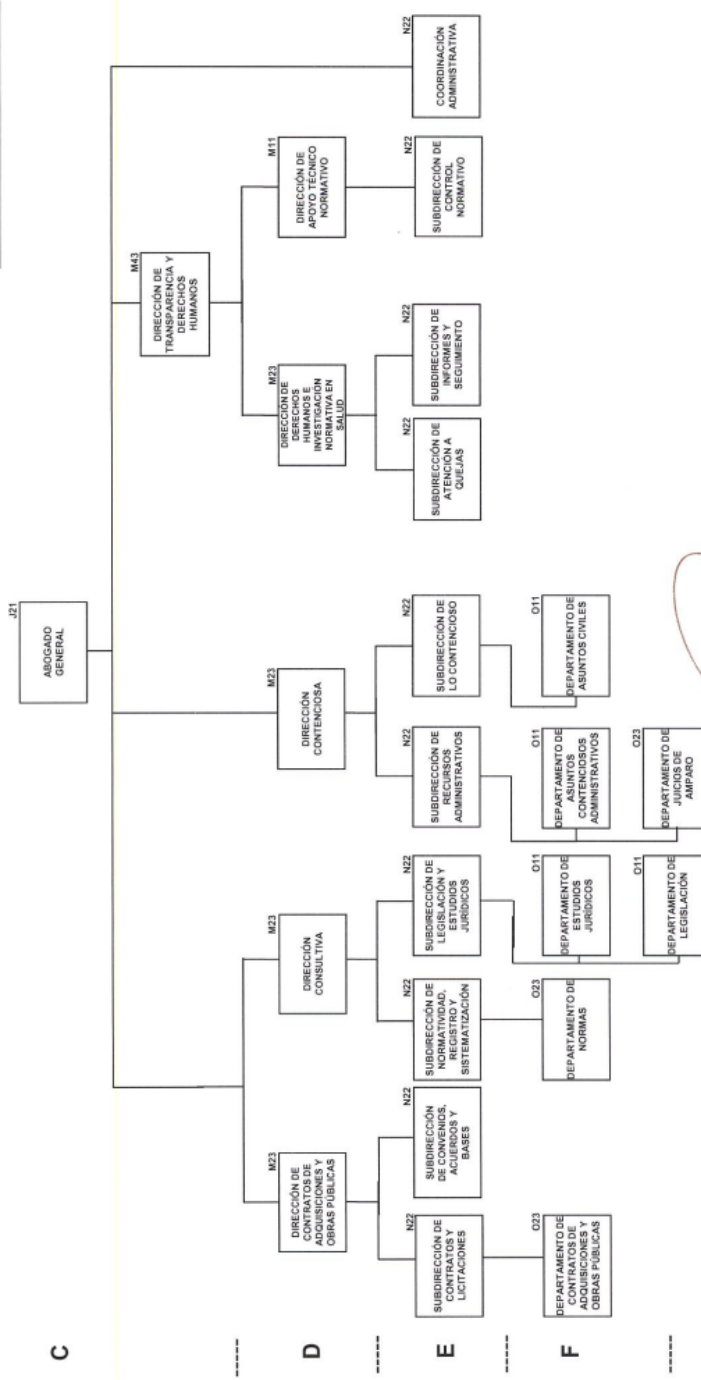 C
J21
ABOGADO
GENERAL
M43
DIRECCIÓN DE
TRANSPARENCIA Y
DERECHOS
HUMANOS
D
M23
DIRECCIÓN DE
CONTRATOS DE
ADQUISICIONES Y
OBRAS PÚBLICAS
M23
DIRECCIÓN
CONSULTIVA
M23
DIRECCIÓN
CONTENCIOSA
M23
DIRECCIÓN DE
DERECHOS
HUMANOS E
INVESTIGACIÓN
NORMATIVA EN
SALUD
M11
DIRECCIÓN DE
APOYO TÉCNICO
NORMATIVO
E
N22
SUBDIRECCIÓN DE
CONTRATOS Y
LICITACIONES
N22
SUBDIRECCIÓN
DE CONVENIOS,
ACUERDOS Y
BASES
N22
SUBDIRECCIÓN DE
NORMATIVIDAD,
REGISTRO Y
SISTEMATIZACIÓN
N22
SUBDIRECCIÓN DE
LEGISLACIÓN Y
ESTUDIOS
JURÍDICOS
N22
SUBDIRECCIÓN DE
RECURSOS
ADMINISTRATIVOS
N22
SUBDIRECCIÓN DE
LO CONTENCIOSO
N22
SUBDIRECCIÓN DE
ATENCIÓN A
QUEJAS
N22
SUBDIRECCIÓN DE
INFORMES Y
SEGUIMIENTO
N22
SUBDIRECCIÓN DE
CONTROL
NORMATIVO
N22
COORDINACIÓN
ADMINISTRATIVA
F
O23
DEPARTAMENTO DE
CONTRATOS DE
ADQUISICIONES Y
OBRAS PÚBLICAS
O23
DEPARTAMENTO DE
NORMAS
O11
DEPARTAMENTO DE
ESTUDIOS
JURÍDICOS
O11
DEPARTAMENTO DE
ASUNTOS
CONTENCIOSOS
ADMINISTRATIVOS
O11
DEPARTAMENTO DE
ASUNTOS CIVILES
O11
DEPARTAMENTO DE
LEGISLACIÓN
O23
DEPARTAMENTO DE
JUICIOS DE
AMPARO